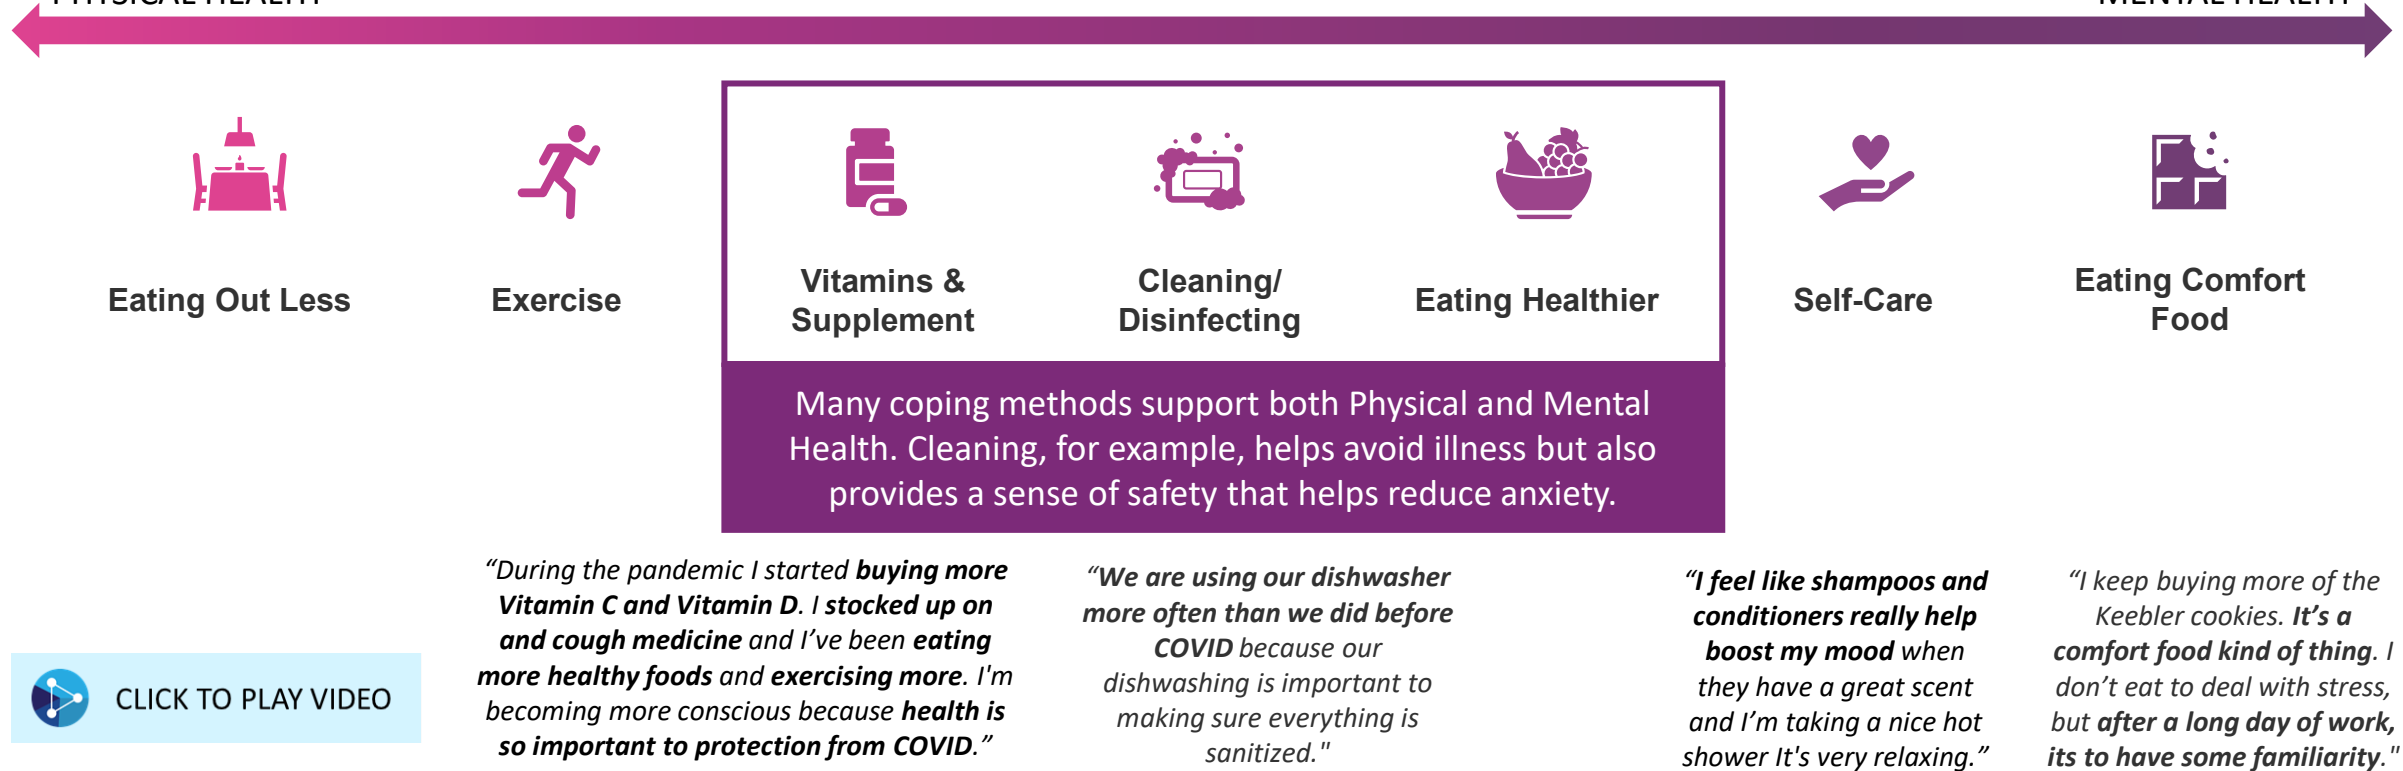 PHYSICAL HEALTH
MENTAL HEALTH
Eating Out Less
Exercise
Vitamins &
Supplement
Cleaning/
Disinfecting
Eating Healthier
Self-Care
Eating Comfort
Food
Many coping methods support both Physical and Mental
Health. Cleaning, for example, helps avoid illness but also
provides a sense of safety that helps reduce anxiety.
CLICK TO PLAY VIDEO
“During the pandemic I started buying more
Vitamin C and Vitamin D. I stocked up on
and cough medicine and I’ve been eating
more healthy foods and exercising more. I'm
becoming more conscious because health is
so important to protection from COVID.”
“We are using our dishwasher
more often than we did before
COVID because our
dishwashing is important to
making sure everything is
sanitized."
“I feel like shampoos and
conditioners really help
boost my mood when
they have a great scent
and I’m taking a nice hot
shower It's very relaxing.”
“I keep buying more of the
Keebler cookies. It’s a
comfort food kind of thing. I
don’t eat to deal with stress,
but after a long day of work,
its to have some familiarity."